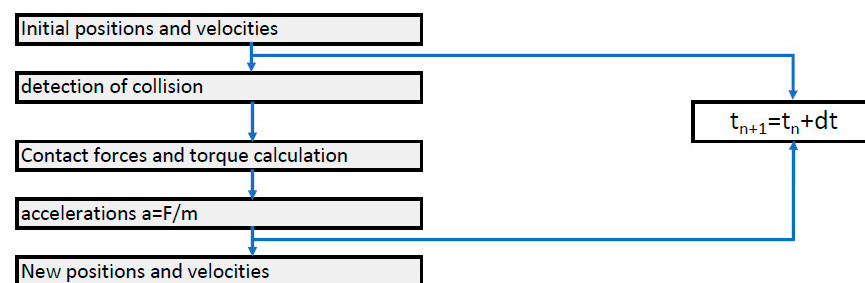 Initial positions and velocities
detection of collision
tₙ₊₁=tₙ+dt
Contact forces and torque calculation
accelerations a=F/m
New positions and velocities